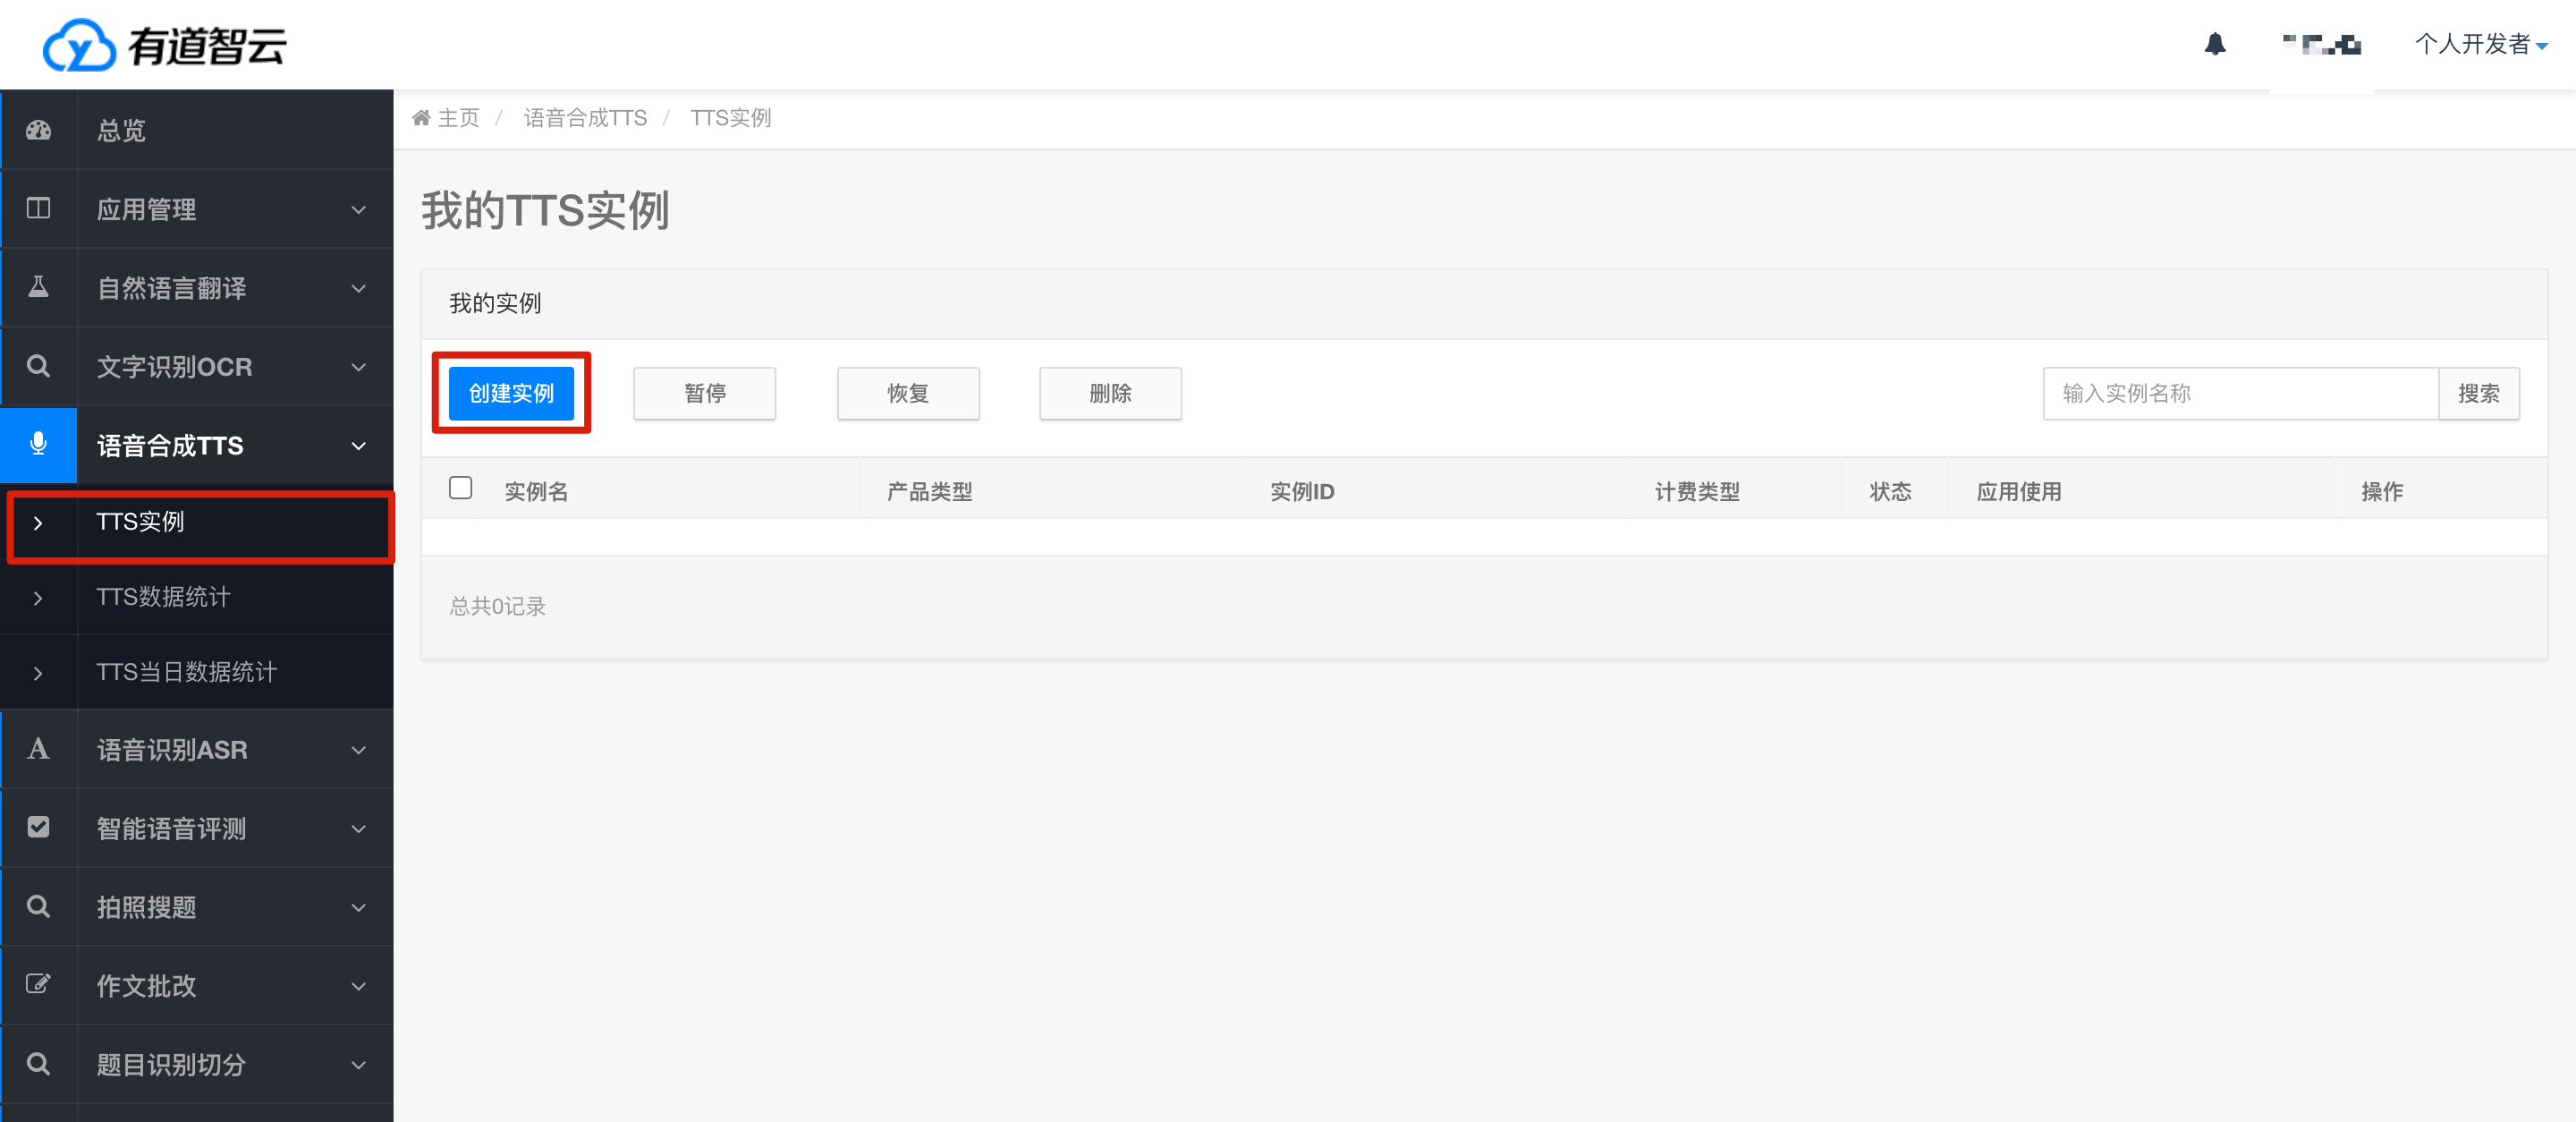 有道智云
个人开发者
总览
应用管理
自然语言翻译
文字识别OCR
语音合成TTS
TTS实例
TTS数据统计
TTS当日数据统计
语音识别ASR
智能语音评测
拍照搜题
作文批改
题目识别切分
主页 / 语音合成TTS / TTS实例
我的TTS实例
我的实例
创建实例 暂停 恢复 删除 输入实例名称 搜索
实例名 产品类型 实例ID 计费类型 状态 应用使用 操作
总共0记录